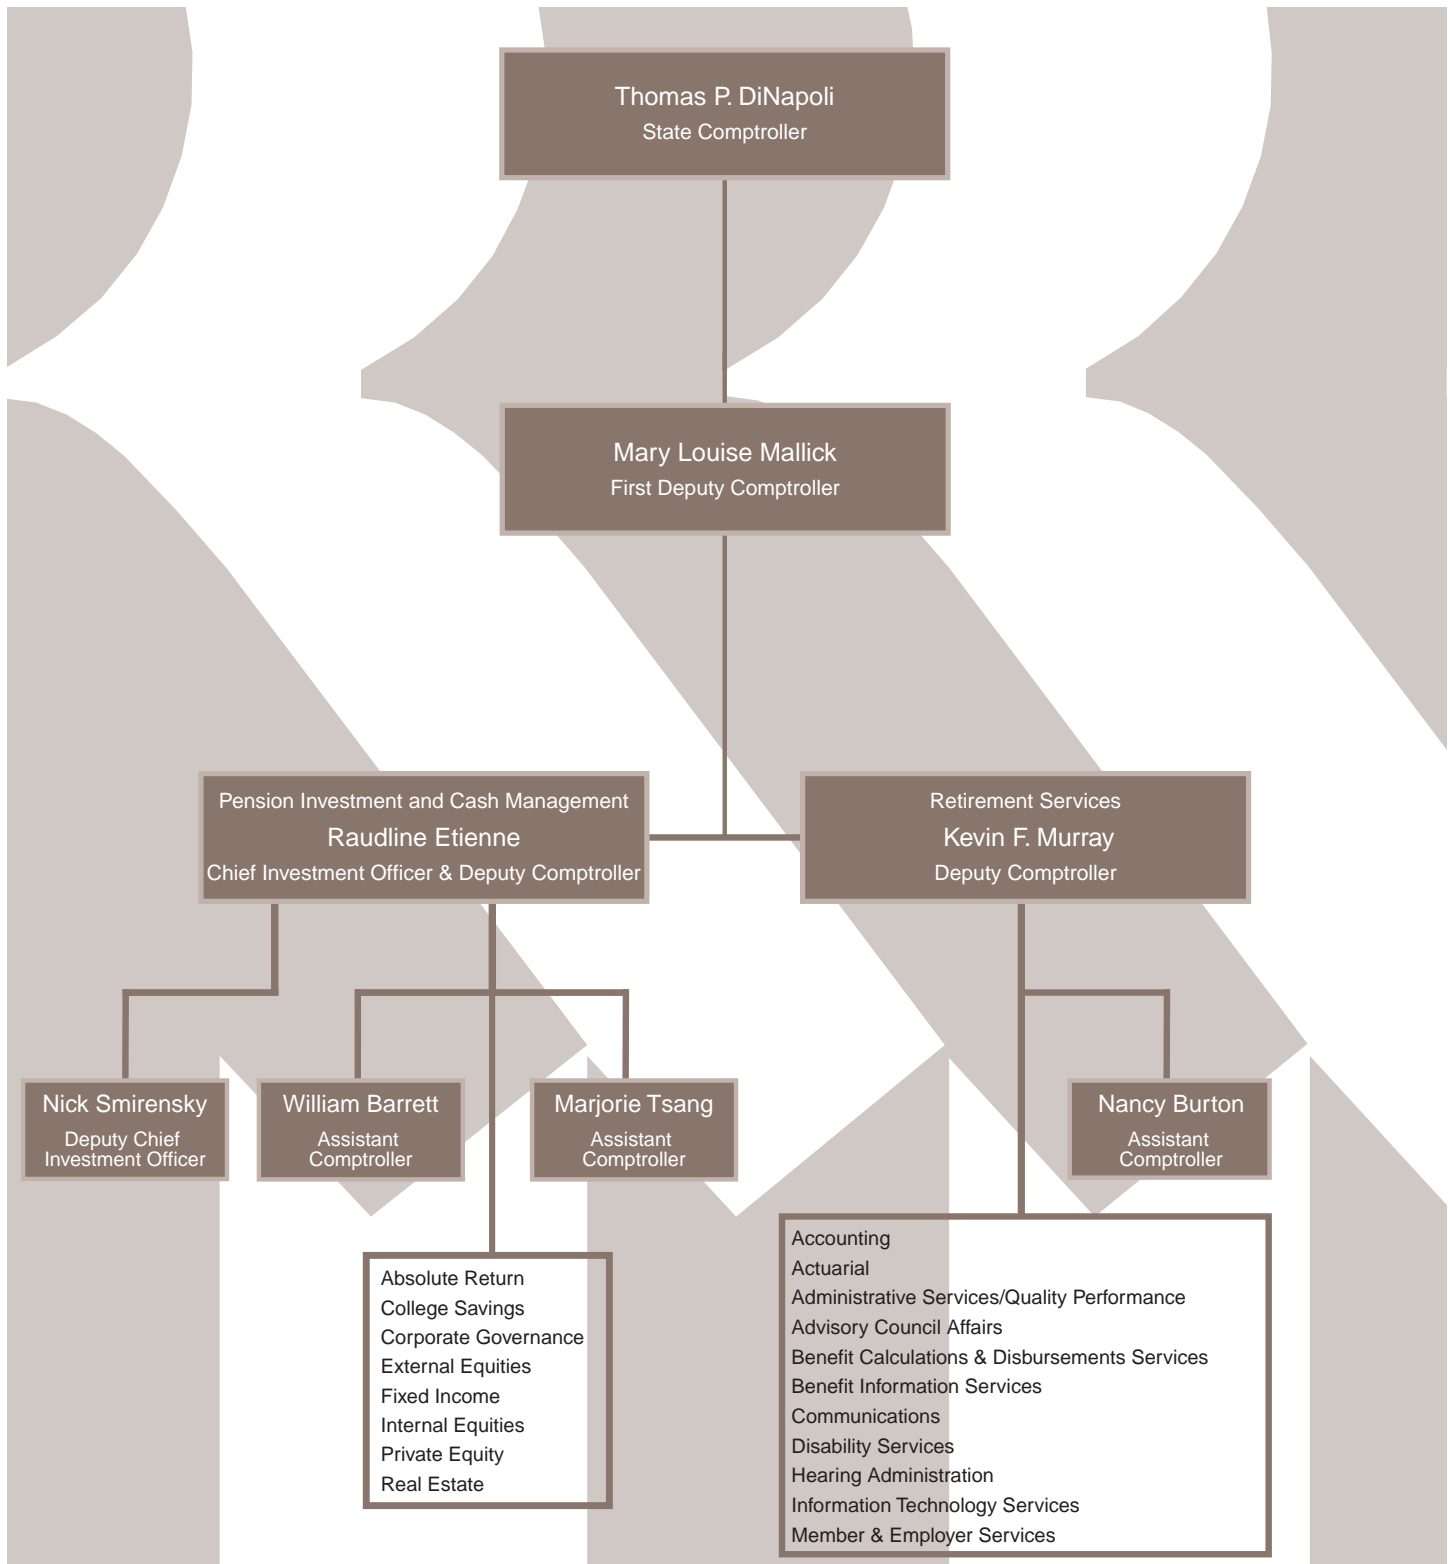 Thomas P. DiNapoli
State Comptroller
Mary Louise Mallick
First Deputy Comptroller
Pension Investment and Cash Management
Raudline Etienne
Chief Investment Officer & Deputy Comptroller
Retirement Services
Kevin F. Murray
Deputy Comptroller
Nick Smirensky
Deputy Chief
Investment Officer
William Barrett
Assistant
Comptroller
Marjorie Tsang
Assistant
Comptroller
Nancy Burton
Assistant
Comptroller
Absolute Return
College Savings
Corporate Governance
External Equities
Fixed Income
Internal Equities
Private Equity
Real Estate
Accounting
Actuarial
Administrative Services/Quality Performance
Advisory Council Affairs
Benefit Calculations & Disbursements Services
Benefit Information Services
Communications
Disability Services
Hearing Administration
Information Technology Services
Member & Employer Services